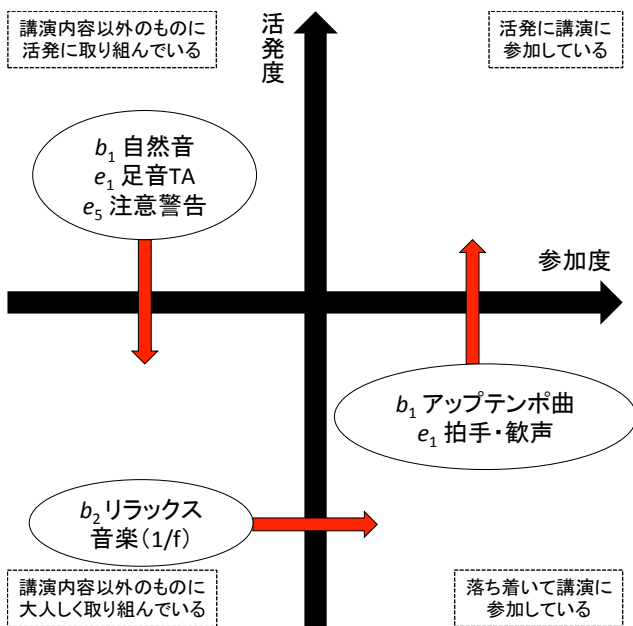 講演内容以外のものに
活発に取り組んでいる
活発度
活発に講演に
参加している
b1 自然音
e1 足音TA
e5 注意警告
参加度
b1 アップテンポ曲
e1 拍手・歓声
b2 リラックス
音楽(1/f)
講演内容以外のものに
大人しく取り組んでいる
落ち着いて講演に
参加している